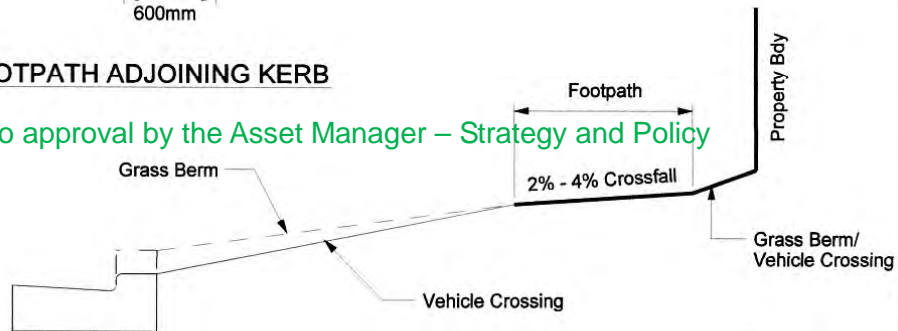 600mm
OTPATH ADJOINING KERB
Footpath
Property Bdy
o approval by the Asset Manager – Strategy and Policy
Grass Berm
2% - 4% Crossfall
Grass Berm/
Vehicle Crossing
Vehicle Crossing